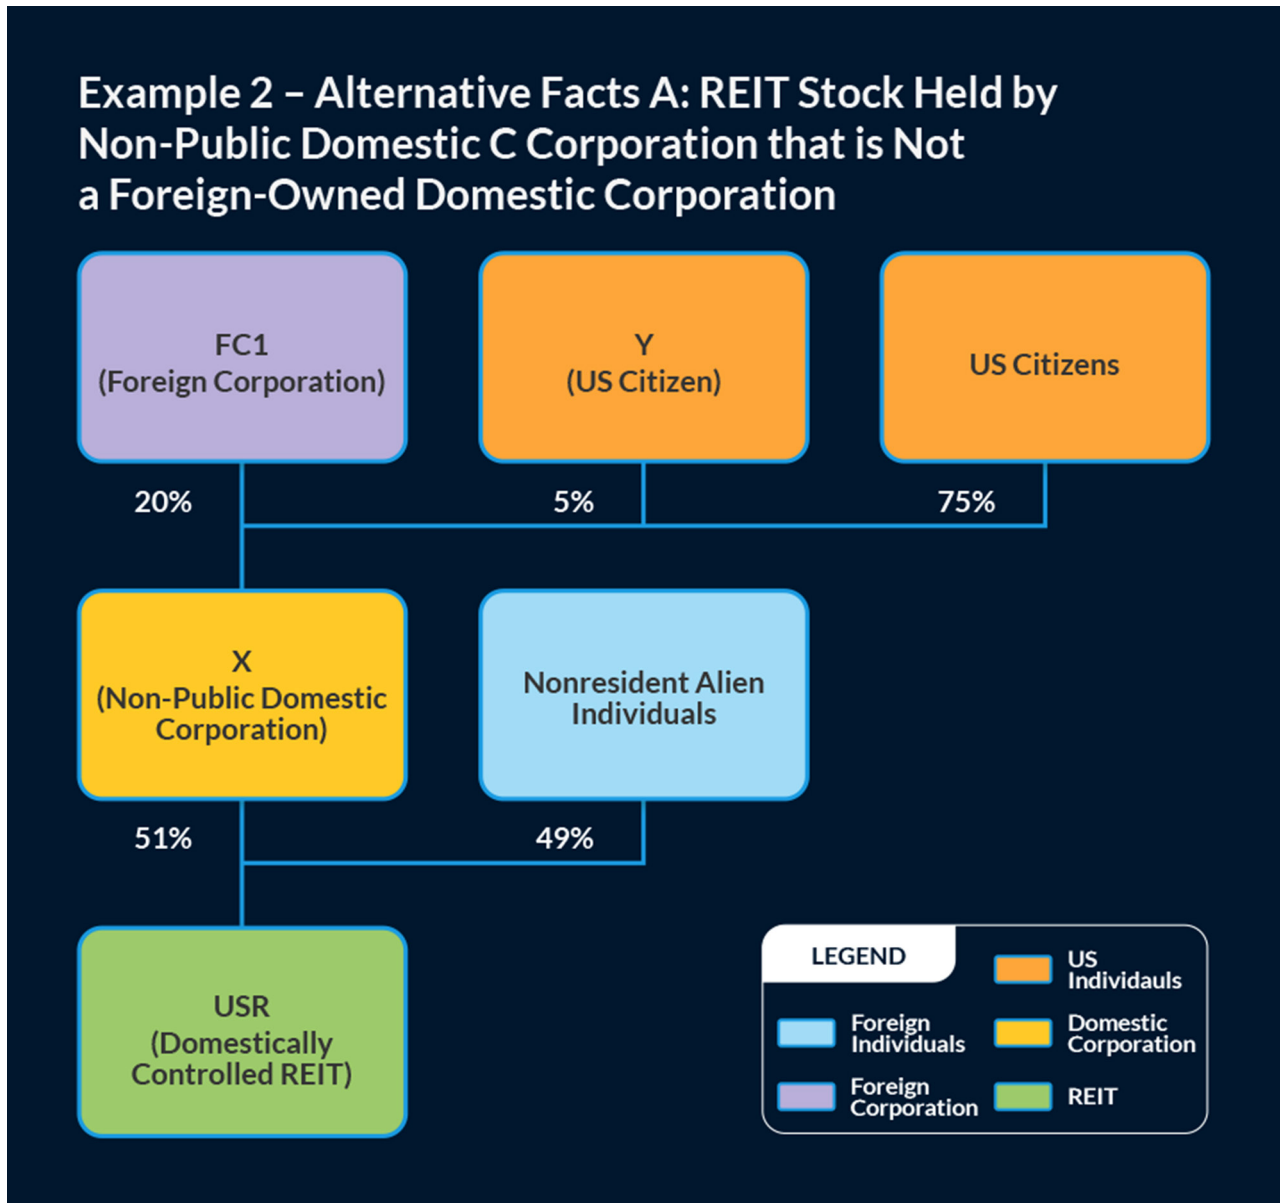 Example 2 – Alternative Facts A: REIT Stock Held by
Non-Public Domestic C Corporation that is Not
a Foreign-Owned Domestic Corporation
FC1
(Foreign Corporation)
Y
(US Citizen)
US Citizens
20%
5%
75%
X
(Non-Public Domestic
Corporation)
Nonresident Alien
Individuals
51%
49%
USR
(Domestically
Controlled REIT)
LEGEND
US
Individauls
Foreign
Individuals
Domestic
Corporation
Foreign
Corporation
REIT